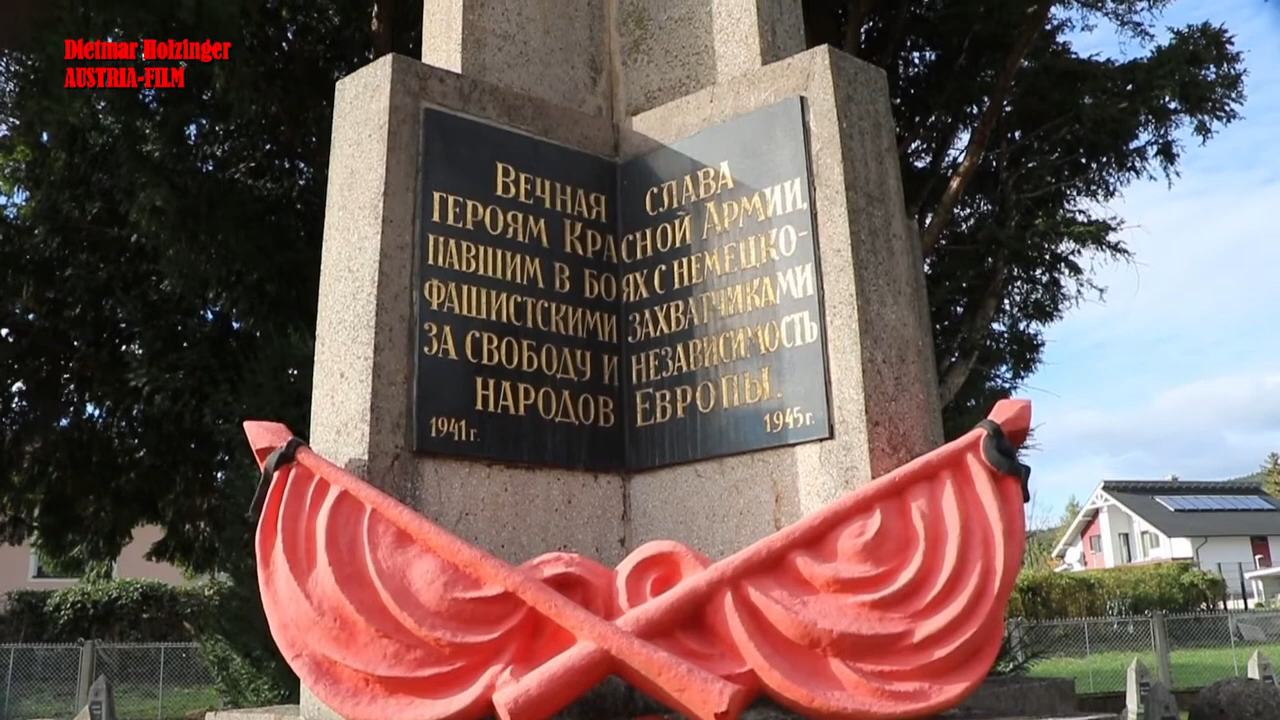 Dietmar Holzinger
AUSTRIA-FILM
ВЕЧНАЯ СЛАВА
ГЕРОЯМ КРАСНОЙ АРМИИ,
ПАВШИМ В БОЯХ С НЕМЕЦКО-
ФАШИСТСКИМИ ЗАХВАТЧИКАМИ
ЗА СВОБОДУ И НЕЗАВИСИМОСТЬ
НАРОДОВ ЕВРОПЫ.
1941 г. 1945 г.